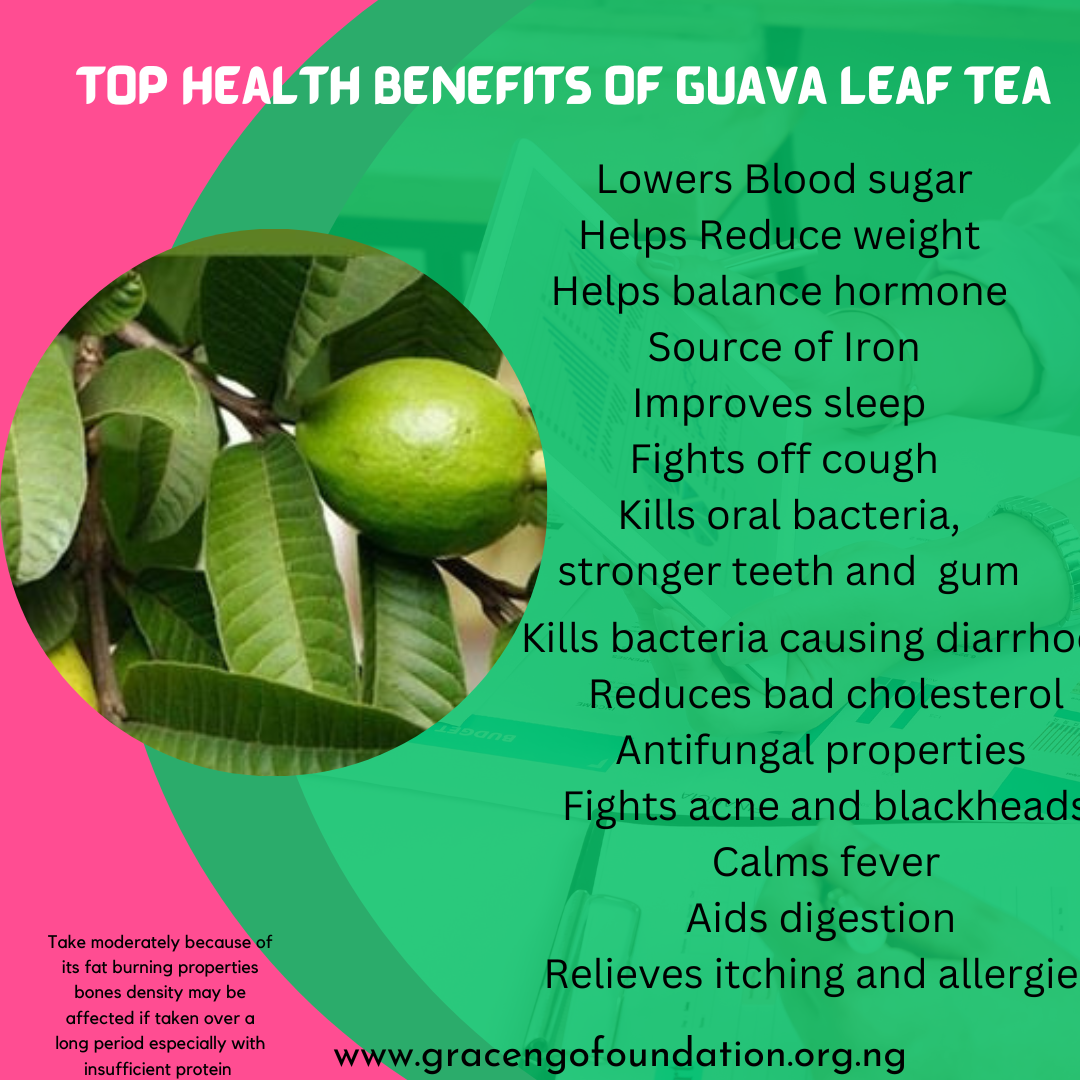 TOP HEALTH BENEFITS OF GUAVA LEAF TEA
Lowers Blood sugar
Helps Reduce weight
Helps balance hormone
Source of Iron
Improves sleep
Fights off cough
Kills oral bacteria,
stronger teeth and gum
Kills bacteria causing
Reduces bad cholesterol
Antifungal properties
Fights acne and blackheads
Calms fever
Aids digestion
Relieves itching and allergie
Take moderately because of
its fat burning properties
bones density may be
affected if taken over a
long period especially with
insufficient protein
www.gracengofoundation.org.ng
BUDGET